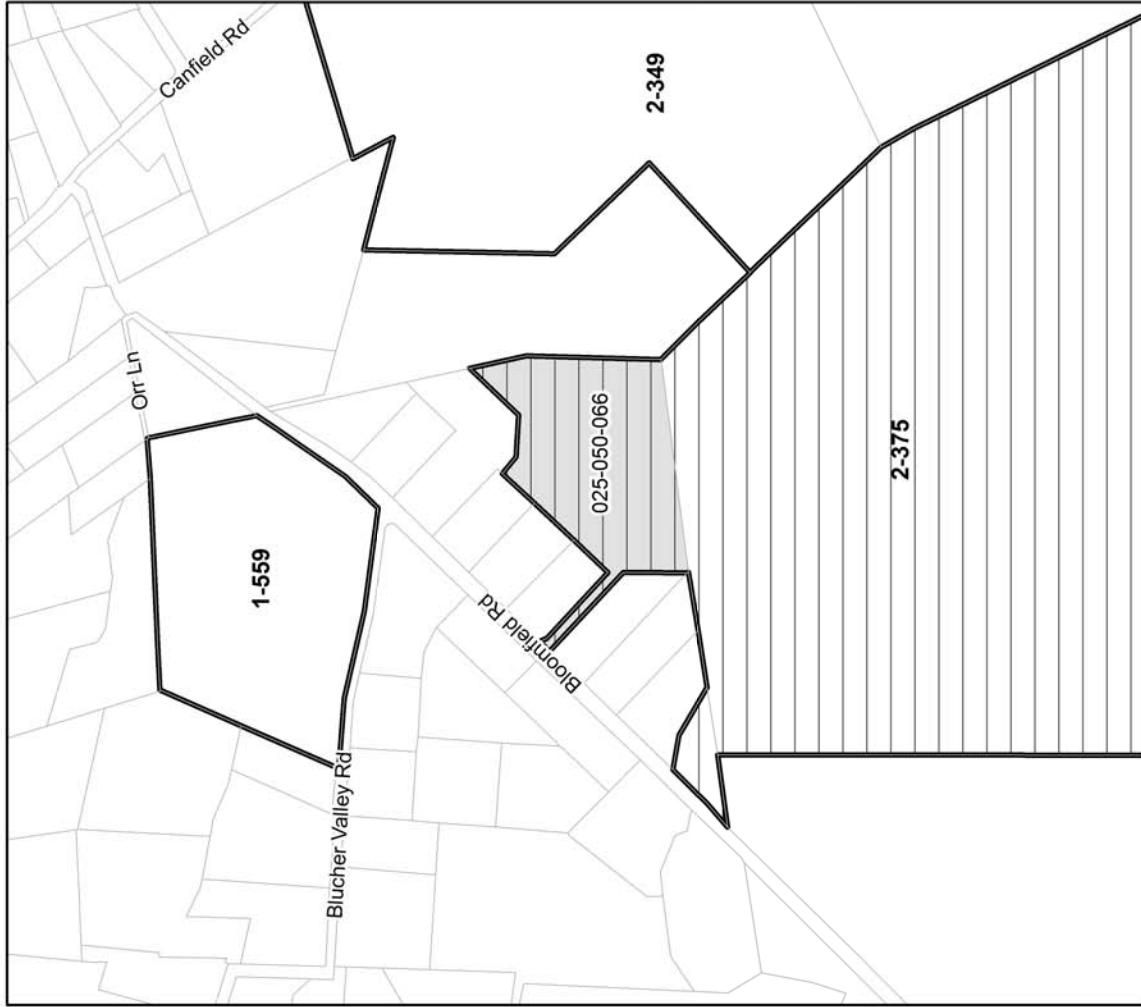 Canfield Rd
2-349
Orr Ln
1-559
025-050-066
Bloomfield Rd
2-375
Blucher Valley Rd